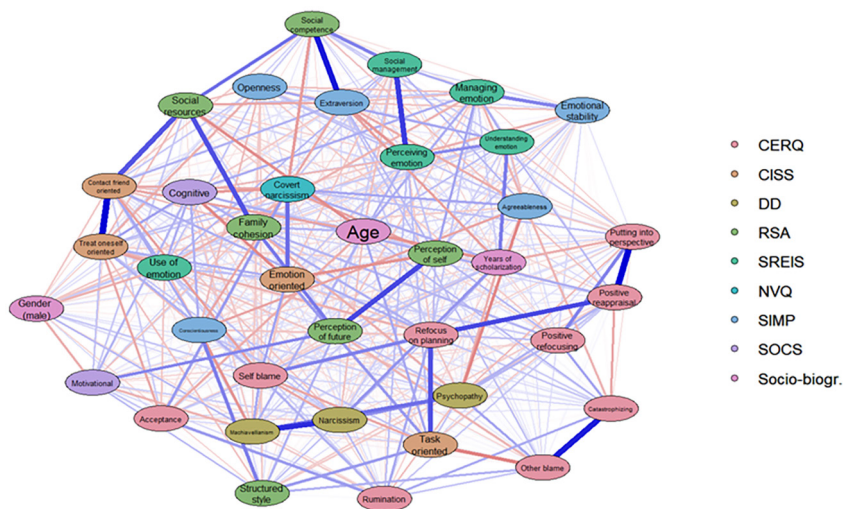 Social
competence
Social
management
Openness
Extraversion
Managing
emotion
Emotional
stability
Social
resources
Understanding
emotion
Perceiving
emotion
Contact friend
oriented
Cognitive
Covert
narcissism
Agreeableness
Family
cohesion
Age
Putting into
perspective
Treat oneself
oriented
Perception
of self
Years of
scholarization
Use of
emotion
Emotion
oriented
Gender
(male)
Positive
reappraisal
Conscientiousness
Perception
of future
Refocus
on planning
Positive
refocusing
Motivational
Self blame
Psychopathy
Catastrophizing
Acceptance
Machiavellianism
Narcissism
Task
oriented
Other blame
Structured
style
Rumination
CERQ
CISS
DD
RSA
SREIS
NVQ
SIMP
SOCS
Socio-biogr.